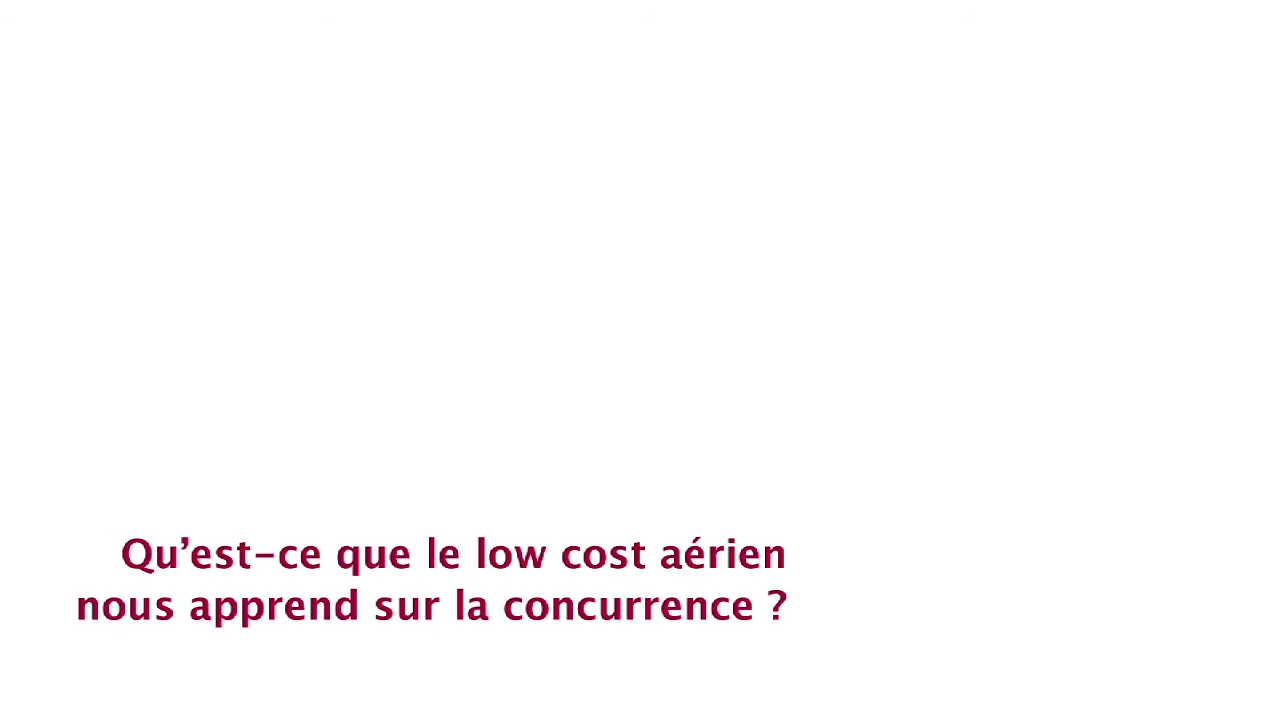 Qu’est-ce que le low cost aérien
nous apprend sur la concurrence ?